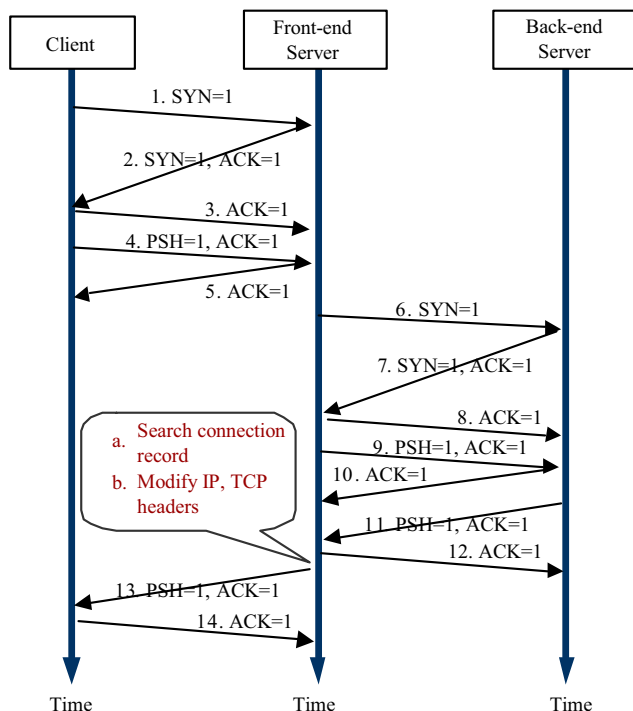 Client
Front-end
Server
Back-end
Server
1. SYN=1
2. SYN=1, ACK=1
3. ACK=1
4. PSH=1, ACK=1
5. ACK=1
6. SYN=1
7. SYN=1, ACK=1
8. ACK=1
9. PSH=1, ACK=1
10. ACK=1
11. PSH=1, ACK=1
12. ACK=1
a. Search connection
record
b. Modify IP, TCP
headers
13. PSH=1, ACK=1
14. ACK=1
Time
Time
Time